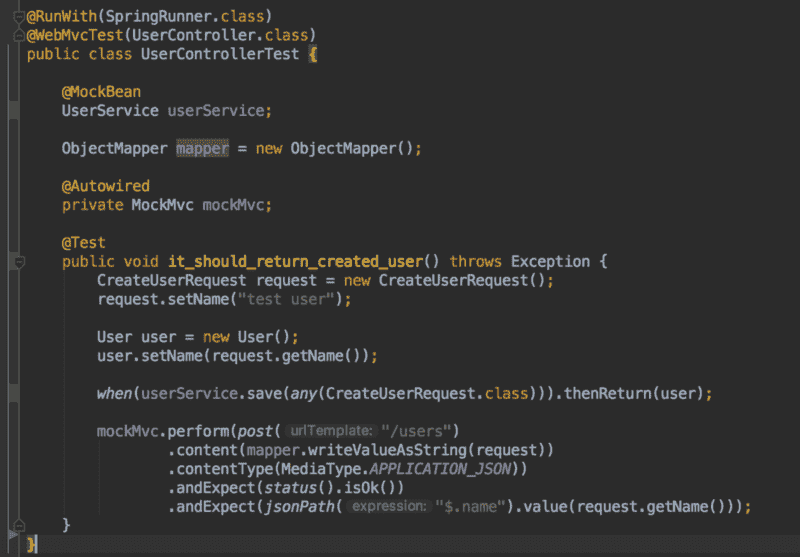 @RunWith(SpringRunner.class)
@WebMvcTest(UserController.class)
public class UserControllerTest {
@MockBean
UserService userService;
ObjectMapper mapper = new ObjectMapper();
@Autowired
private MockMvc mockMvc;
@Test
public void it_should_return_created_user() throws Exception {
CreateUserRequest request = new CreateUserRequest();
request.setName("test user");
User user = new User();
user.setName(request.getName());
when(userService.save(any(CreateUserRequest.class))).thenReturn(user);
mockMvc.perform(post( urlTemplate: "/users")
.content(mapper.writeValueAsString(request))
.contentType(MediaType.APPLICATION_JSON))
.andExpect(status().isOk())
.andExpect(jsonPath( expression: "$.name").value(request.getName()));
}
}